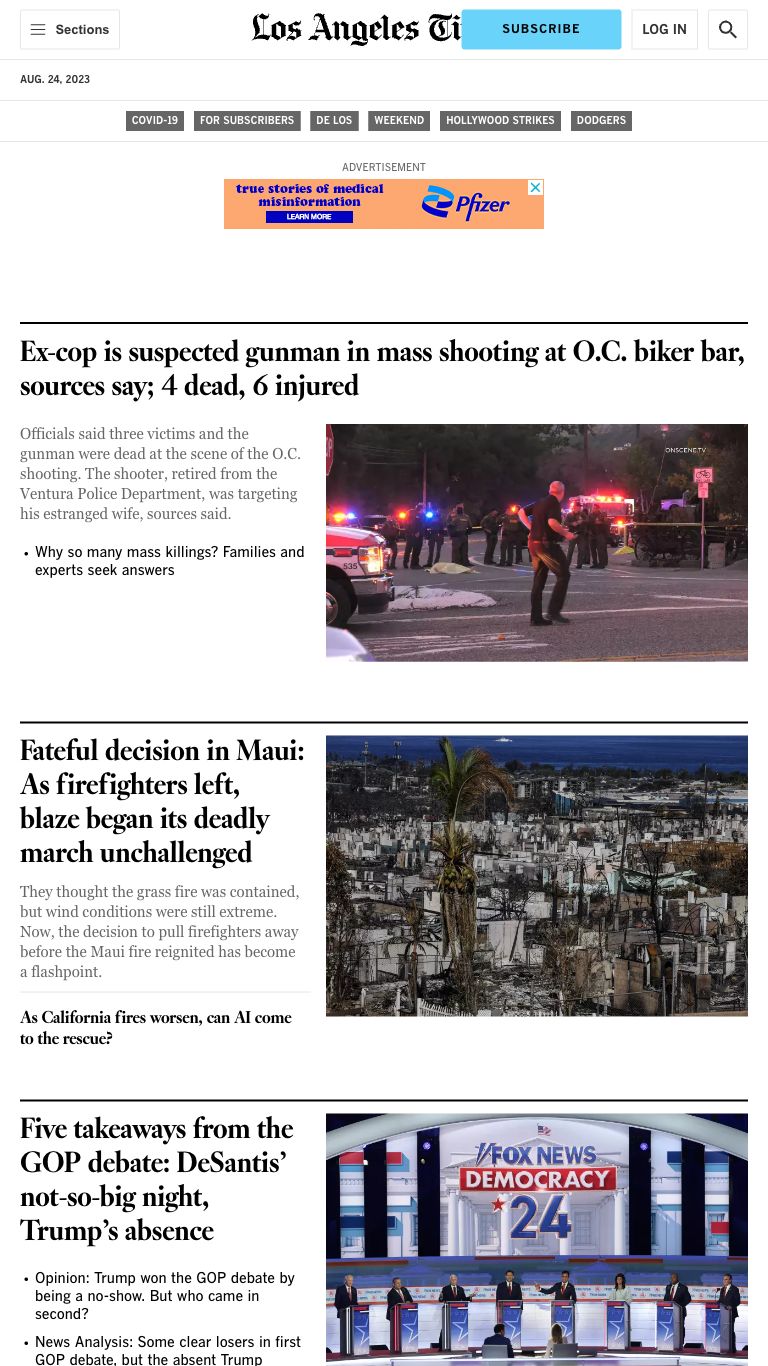 Sections
Los Angeles Ti
SUBSCRIBE
LOG IN
AUG. 24, 2023
COVID-19
FOR SUBSCRIBERS
DE LOS
WEEKEND
HOLLYWOOD STRIKES
DODGERS
ADVERTISEMENT
true stories of medical
misinformation
LEARN MORE
Pfizer
Ex-cop is suspected gunman in mass shooting at O.C. biker bar,
sources say; 4 dead, 6 injured
Officials said three victims and the
gunman were dead at the scene of the O.C.
shooting. The shooter, retired from the
Ventura Police Department, was targeting
his estranged wife, sources said.
• Why so many mass killings? Families and
experts seek answers
ONSCENE.TV
535
Fateful decision in Maui:
As firefighters left,
blaze began its deadly
march unchallenged
They thought the grass fire was contained,
but wind conditions were still extreme.
Now, the decision to pull firefighters away
before the Maui fire reignited has become
a flashpoint.
As California fires worsen, can AI come
to the rescue?
Five takeaways from the
GOP debate: DeSantis’
not-so-big night,
Trump’s absence
• Opinion: Trump won the GOP debate by
being a no-show. But who came in
second?
• News Analysis: Some clear losers in first
GOP debate, but the absent Trump
FOX NEWS
DEMOCRACY
24